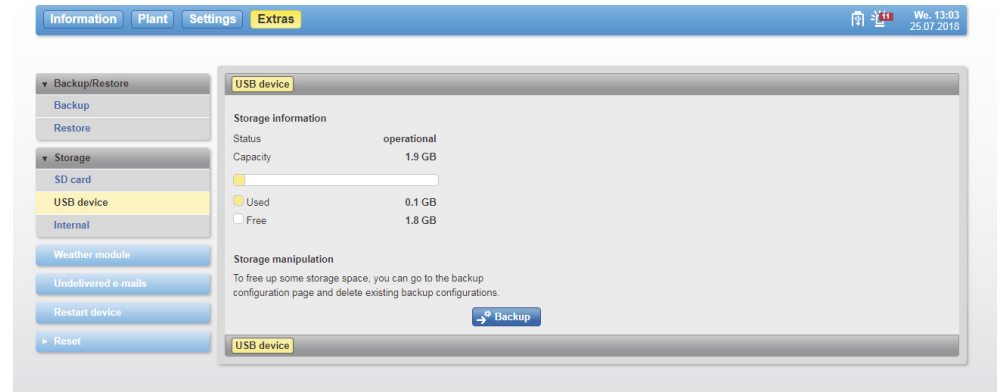 Information Plant Settings Extras
11
We. 13:03
25.07.2018
Backup/Restore
Backup
Restore
Storage
SD card
USB device
Internal
Weather module
Undelivered e-mails
Restart device
Reset
USB device
Storage information
Status operational
Capacity 1.9 GB
Used 0.1 GB
Free 1.8 GB
Storage manipulation
To free up some storage space, you can go to the backup
configuration page and delete existing backup configurations.
Backup
USB device